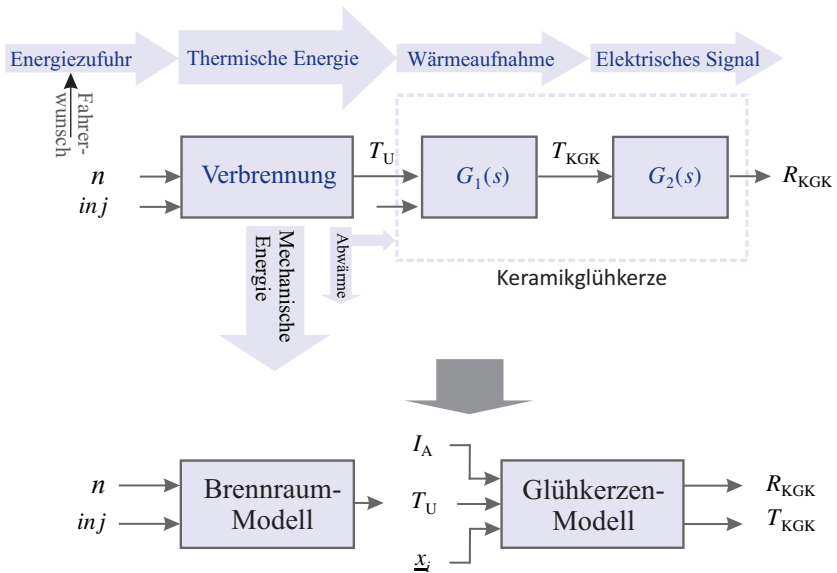 Energiezufuhr
Thermische Energie
Wärmeaufnahme
Elektrisches Signal
Fahrer-
wunsch
n
inj
Verbrennung
T_U
G_1(s)
T_KGK
G_2(s)
R_KGK
Mechanische
Energie
Abwärme
Keramikglühkerze
n
inj
Brennraum-
Modell
I_A
T_U
x_i
Glühkerzen-
Modell
R_KGK
T_KGK